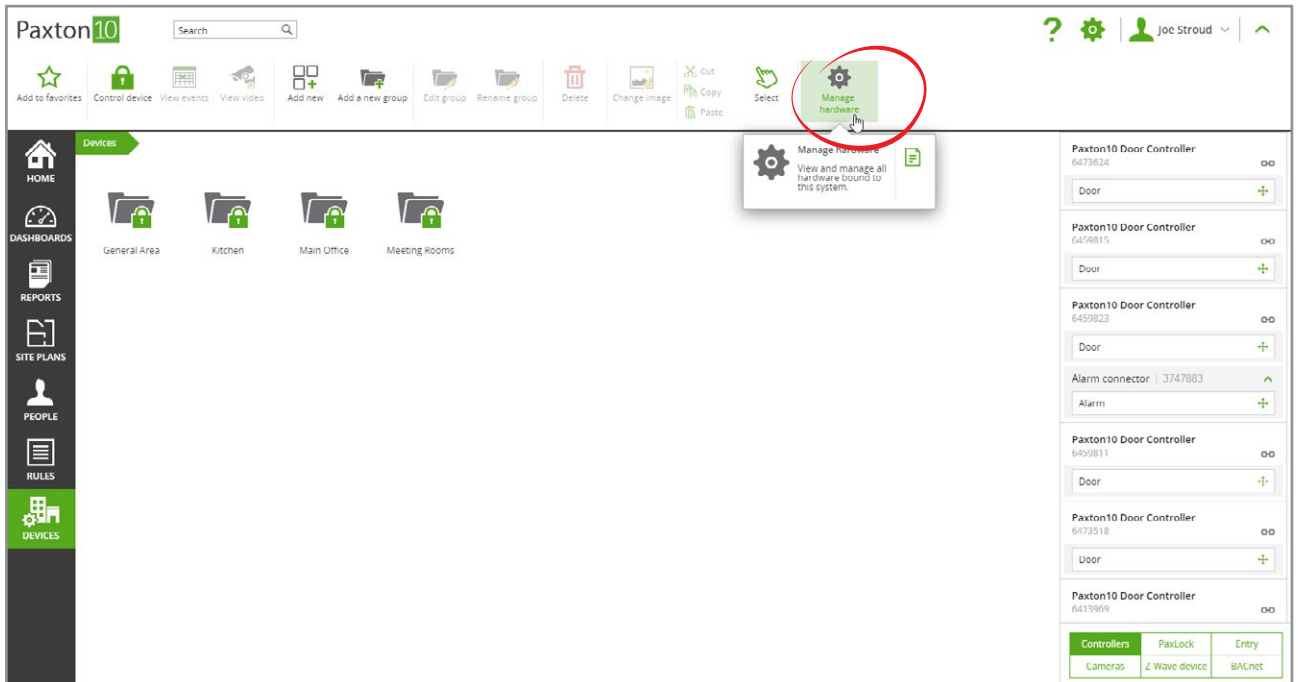 Paxton10
Search
Joe Stroud
Add to favorites
Control device
View events
View video
Add new
Add a new group
Edit group
Rename group
Delete
Change image
Cut
Copy
Paste
Select
Manage
hardware
Manage hardware
View and manage all
hardware bound to
this system.
HOME
DASHBOARDS
REPORTS
SITE PLANS
PEOPLE
RULES
DEVICES
Devices
General Area
Kitchen
Main Office
Meeting Rooms
Paxton10 Door Controller
6473624
Door
Paxton10 Door Controller
6459815
Door
Paxton10 Door Controller
6459823
Door
Alarm connector | 3747883
Alarm
Paxton10 Door Controller
6459811
Door
Paxton10 Door Controller
6473518
Door
Paxton10 Door Controller
6413969
Controllers PaxLock Entry
Cameras Z Wave device BACnet